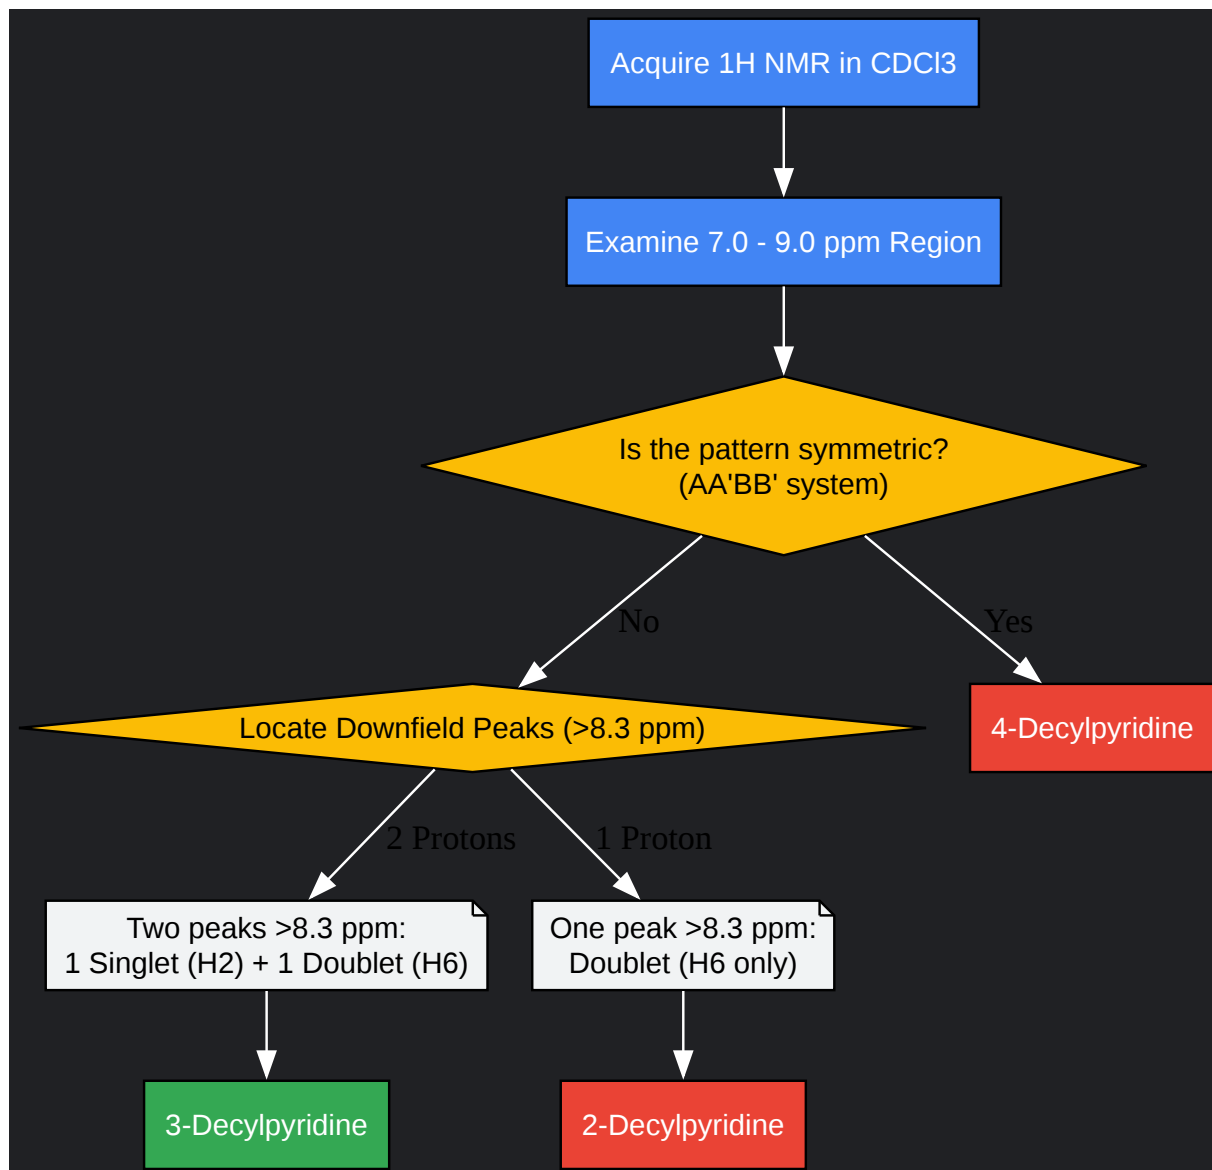 Acquire 1H NMR in CDCl3
Examine 7.0 - 9.0 ppm Region
Is the pattern symmetric?
(AA'BB' system)
No
Yes
Locate Downfield Peaks (>8.3 ppm)
4-Decylpyridine
2 Protons
1 Proton
Two peaks >8.3 ppm:
1 Singlet (H2) + 1 Doublet (H6)
One peak >8.3 ppm:
Doublet (H6 only)
3-Decylpyridine
2-Decylpyridine